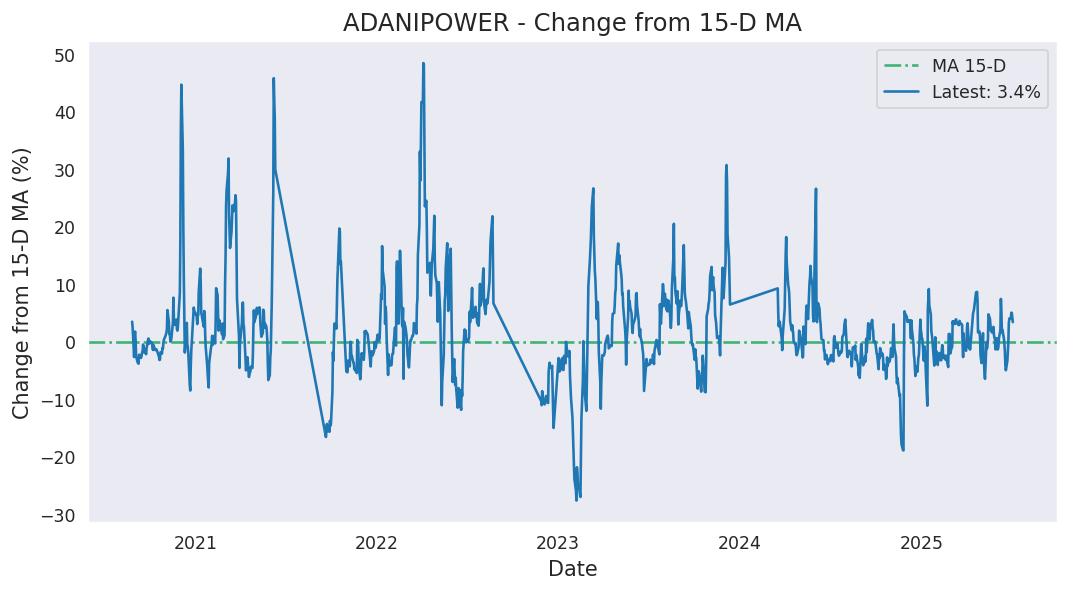 ADANIPOWER - Change from 15-D MA
MA 15-D
Latest: 3.4%
Change from 15-D MA (%)
50
40
30
20
10
0
−10
−20
−30
2021 2022 2023 2024 2025
Date